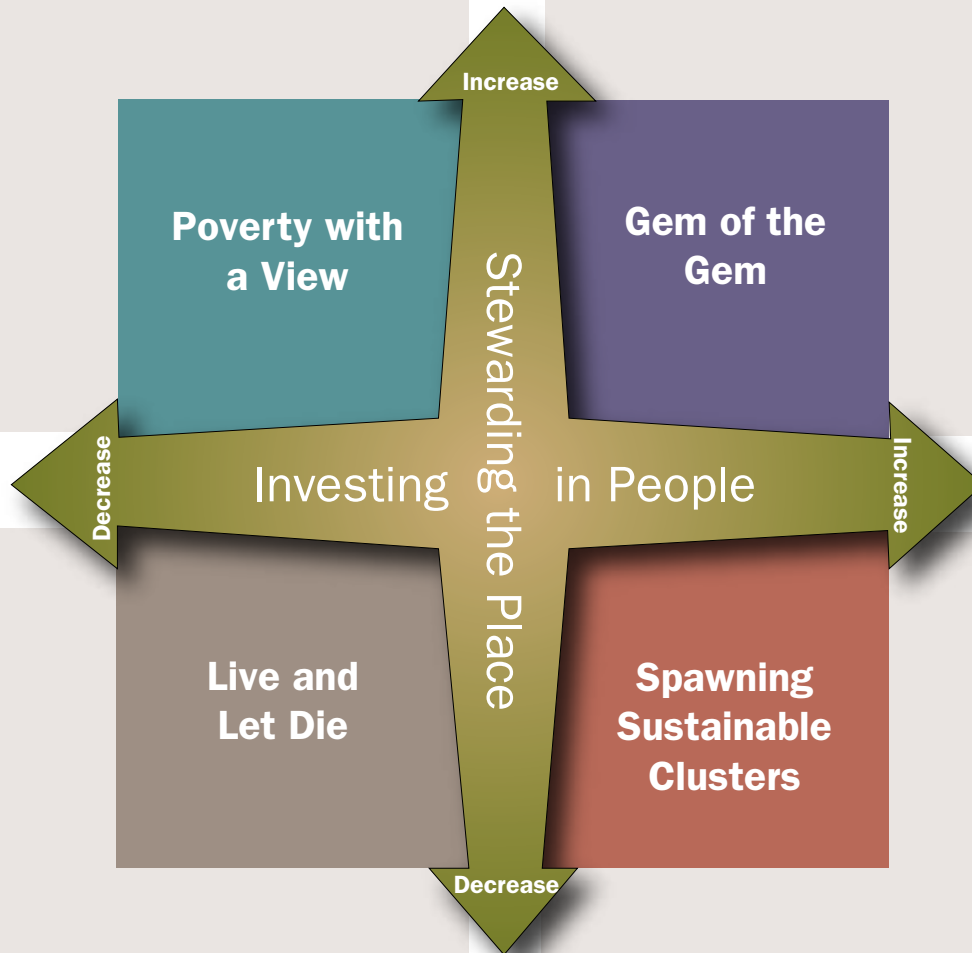 Increase
Poverty with
a View
Gem of the
Gem
Stewarding the Place
Decrease
Investing in People
Increase
Live and
Let Die
Spawning
Sustainable
Clusters
Decrease